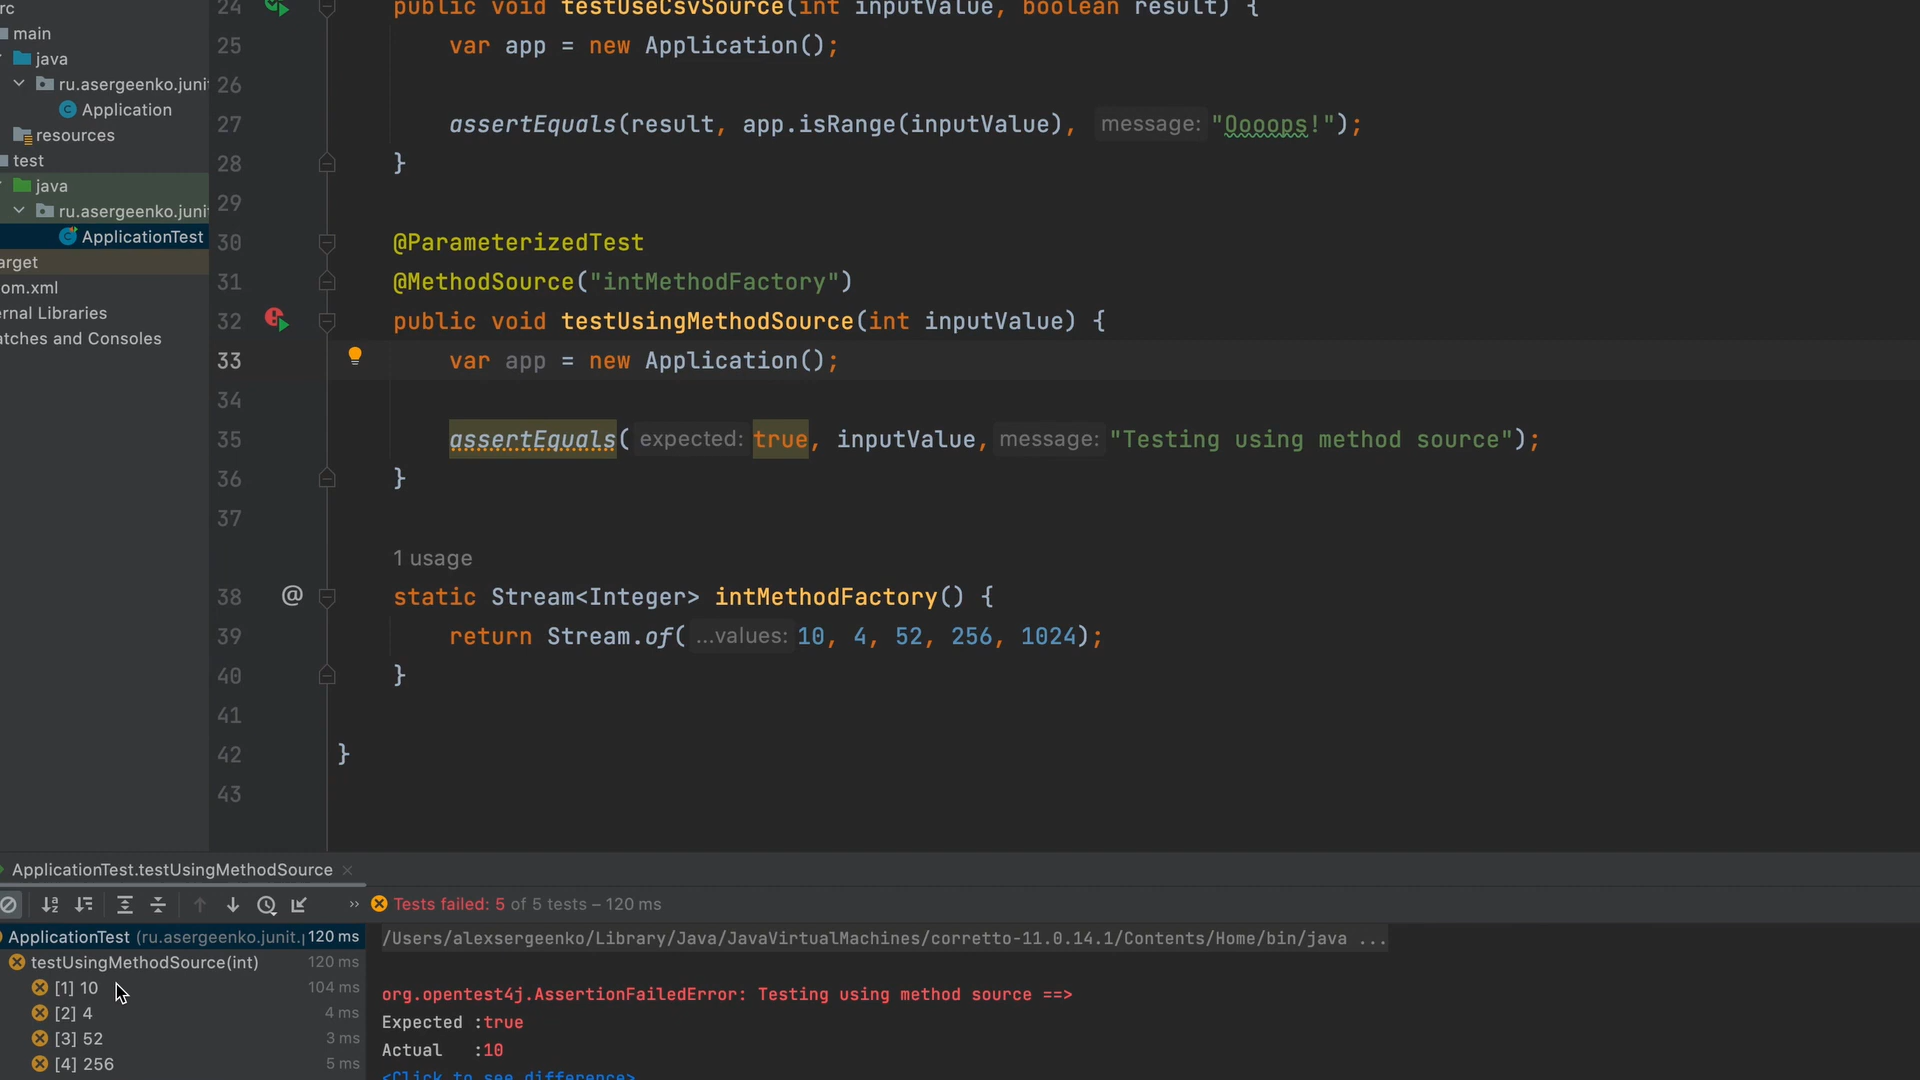 rc
main
java
ru.asergeenko.juni
Application
resources
test
java
ru.asergeenko.juni
ApplicationTest
arget
om.xml
ernal Libraries
atches and Consoles
24 public void testUseCsvSource(int inputValue, boolean result) {
25 var app = new Application();
26
27 assertEquals(result, app.isRange(inputValue), message: "Oooops!");
28 }
29
30 @ParameterizedTest
31 @MethodSource("intMethodFactory")
32 public void testUsingMethodSource(int inputValue) {
33 var app = new Application();
34
35 assertEquals( expected: true, inputValue, message: "Testing using method source");
36 }
37
1 usage
38 @ static Stream<Integer> intMethodFactory() {
39 return Stream.of( ...values: 10, 4, 52, 256, 1024);
40 }
41
42 }
43
ApplicationTest.testUsingMethodSource ×
» Tests failed: 5 of 5 tests – 120 ms
ApplicationTest (ru.asergeenko.junit. 120 ms
testUsingMethodSource(int) 120 ms
[1] 10 104 ms
[2] 4 4 ms
[3] 52 3 ms
[4] 256 5 ms
/Users/alexsergeenko/Library/Java/JavaVirtualMachines/corretto-11.0.14.1/Contents/Home/bin/java ...
org.opentest4j.AssertionFailedError: Testing using method source ==>
Expected :true
Actual :10
<Click to see difference>